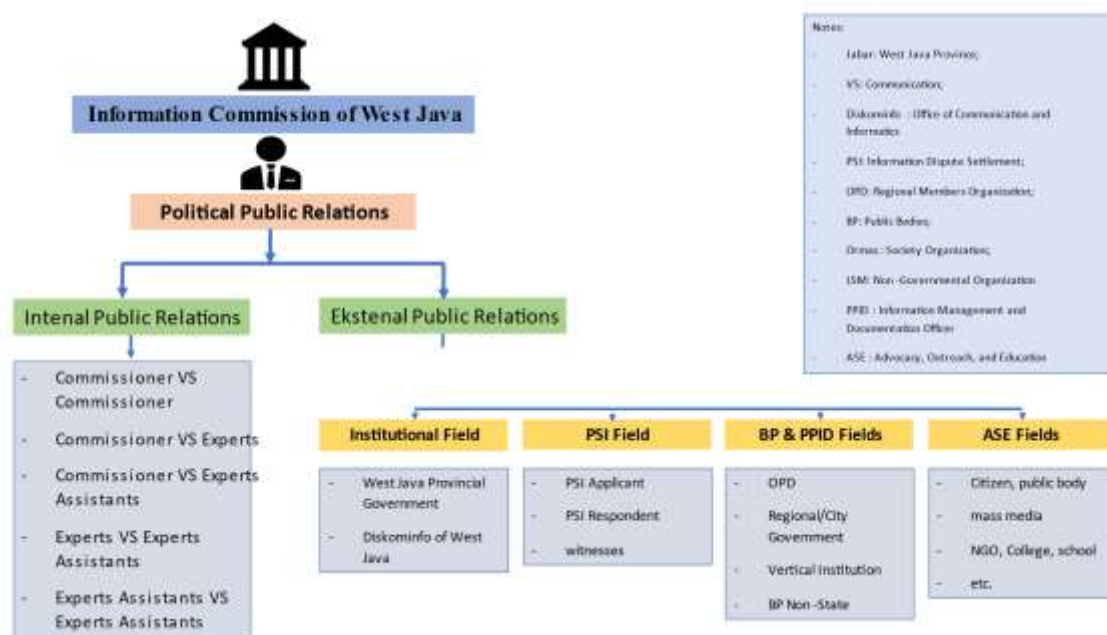 Information Commission of West Java
Political Public Relations
Intenal Public Relations
Ekstenal Public Relations
- Commissioner VS
Commissioner
- Commissioner VS Experts
- Commissioner VS Experts
Assistants
- Experts VS Experts
Assistants
- Experts Assistants VS
Experts Assistants
Institutional Field
- West Java Provincial
Government
- Diskominfo of West
Java
PSI Field
- PSI Applicant
- PSI Respondent
- witnesses
BP & PPID Fields
- OPD
- Regional/City
Government
- Vertical Institution
- BP Non -State
ASE Fields
- Citizen, public body
- mass media
- NGO, College, school
- etc.
Notes:
- Jabar: West Java Province;
- VS: Communication;
- Diskominfo : Office of Communication and
Informatics
- PSI: Information Dispute Settlement;
- OPD: Regional Members Organization;
- BP: Public Bodies;
- Ormas : Society Organization;
- LSM: Non -Governmental Organization
- PPID : Information Management and
Documentation Officer
- ASE : Advocacy, Outreach, and Education